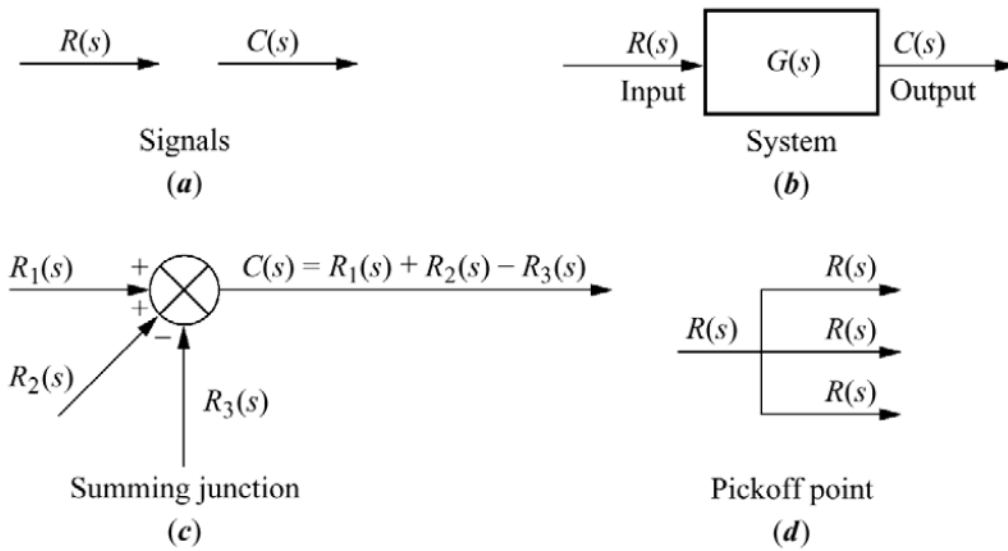 R(s)
C(s)
Signals
(a)
R(s)
Input
G(s)
C(s)
Output
System
(b)
R₁(s)
+
+
−
C(s) = R₁(s) + R₂(s) − R₃(s)
R₂(s)
R₃(s)
Summing junction
(c)
R(s)
R(s)
R(s)
R(s)
Pickoff point
(d)